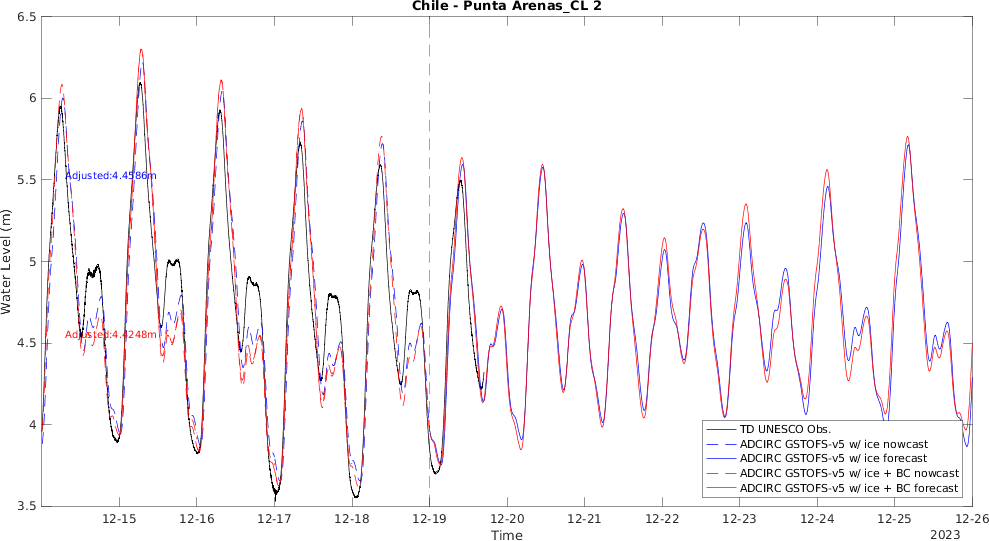 Chile - Punta Arenas_CL 2
Water Level (m)
6.5
6
5.5
5
4.5
4
3.5
Adjusted:4.4586m
Adjusted:4.4248m
TD UNESCO Obs.
ADCIRC GSTOFS-v5 w/ ice nowcast
ADCIRC GSTOFS-v5 w/ ice forecast
ADCIRC GSTOFS-v5 w/ ice + BC nowcast
ADCIRC GSTOFS-v5 w/ ice + BC forecast
12-15 12-16 12-17 12-18 12-19 12-20 12-21 12-22 12-23 12-24 12-25 12-26
Time
2023